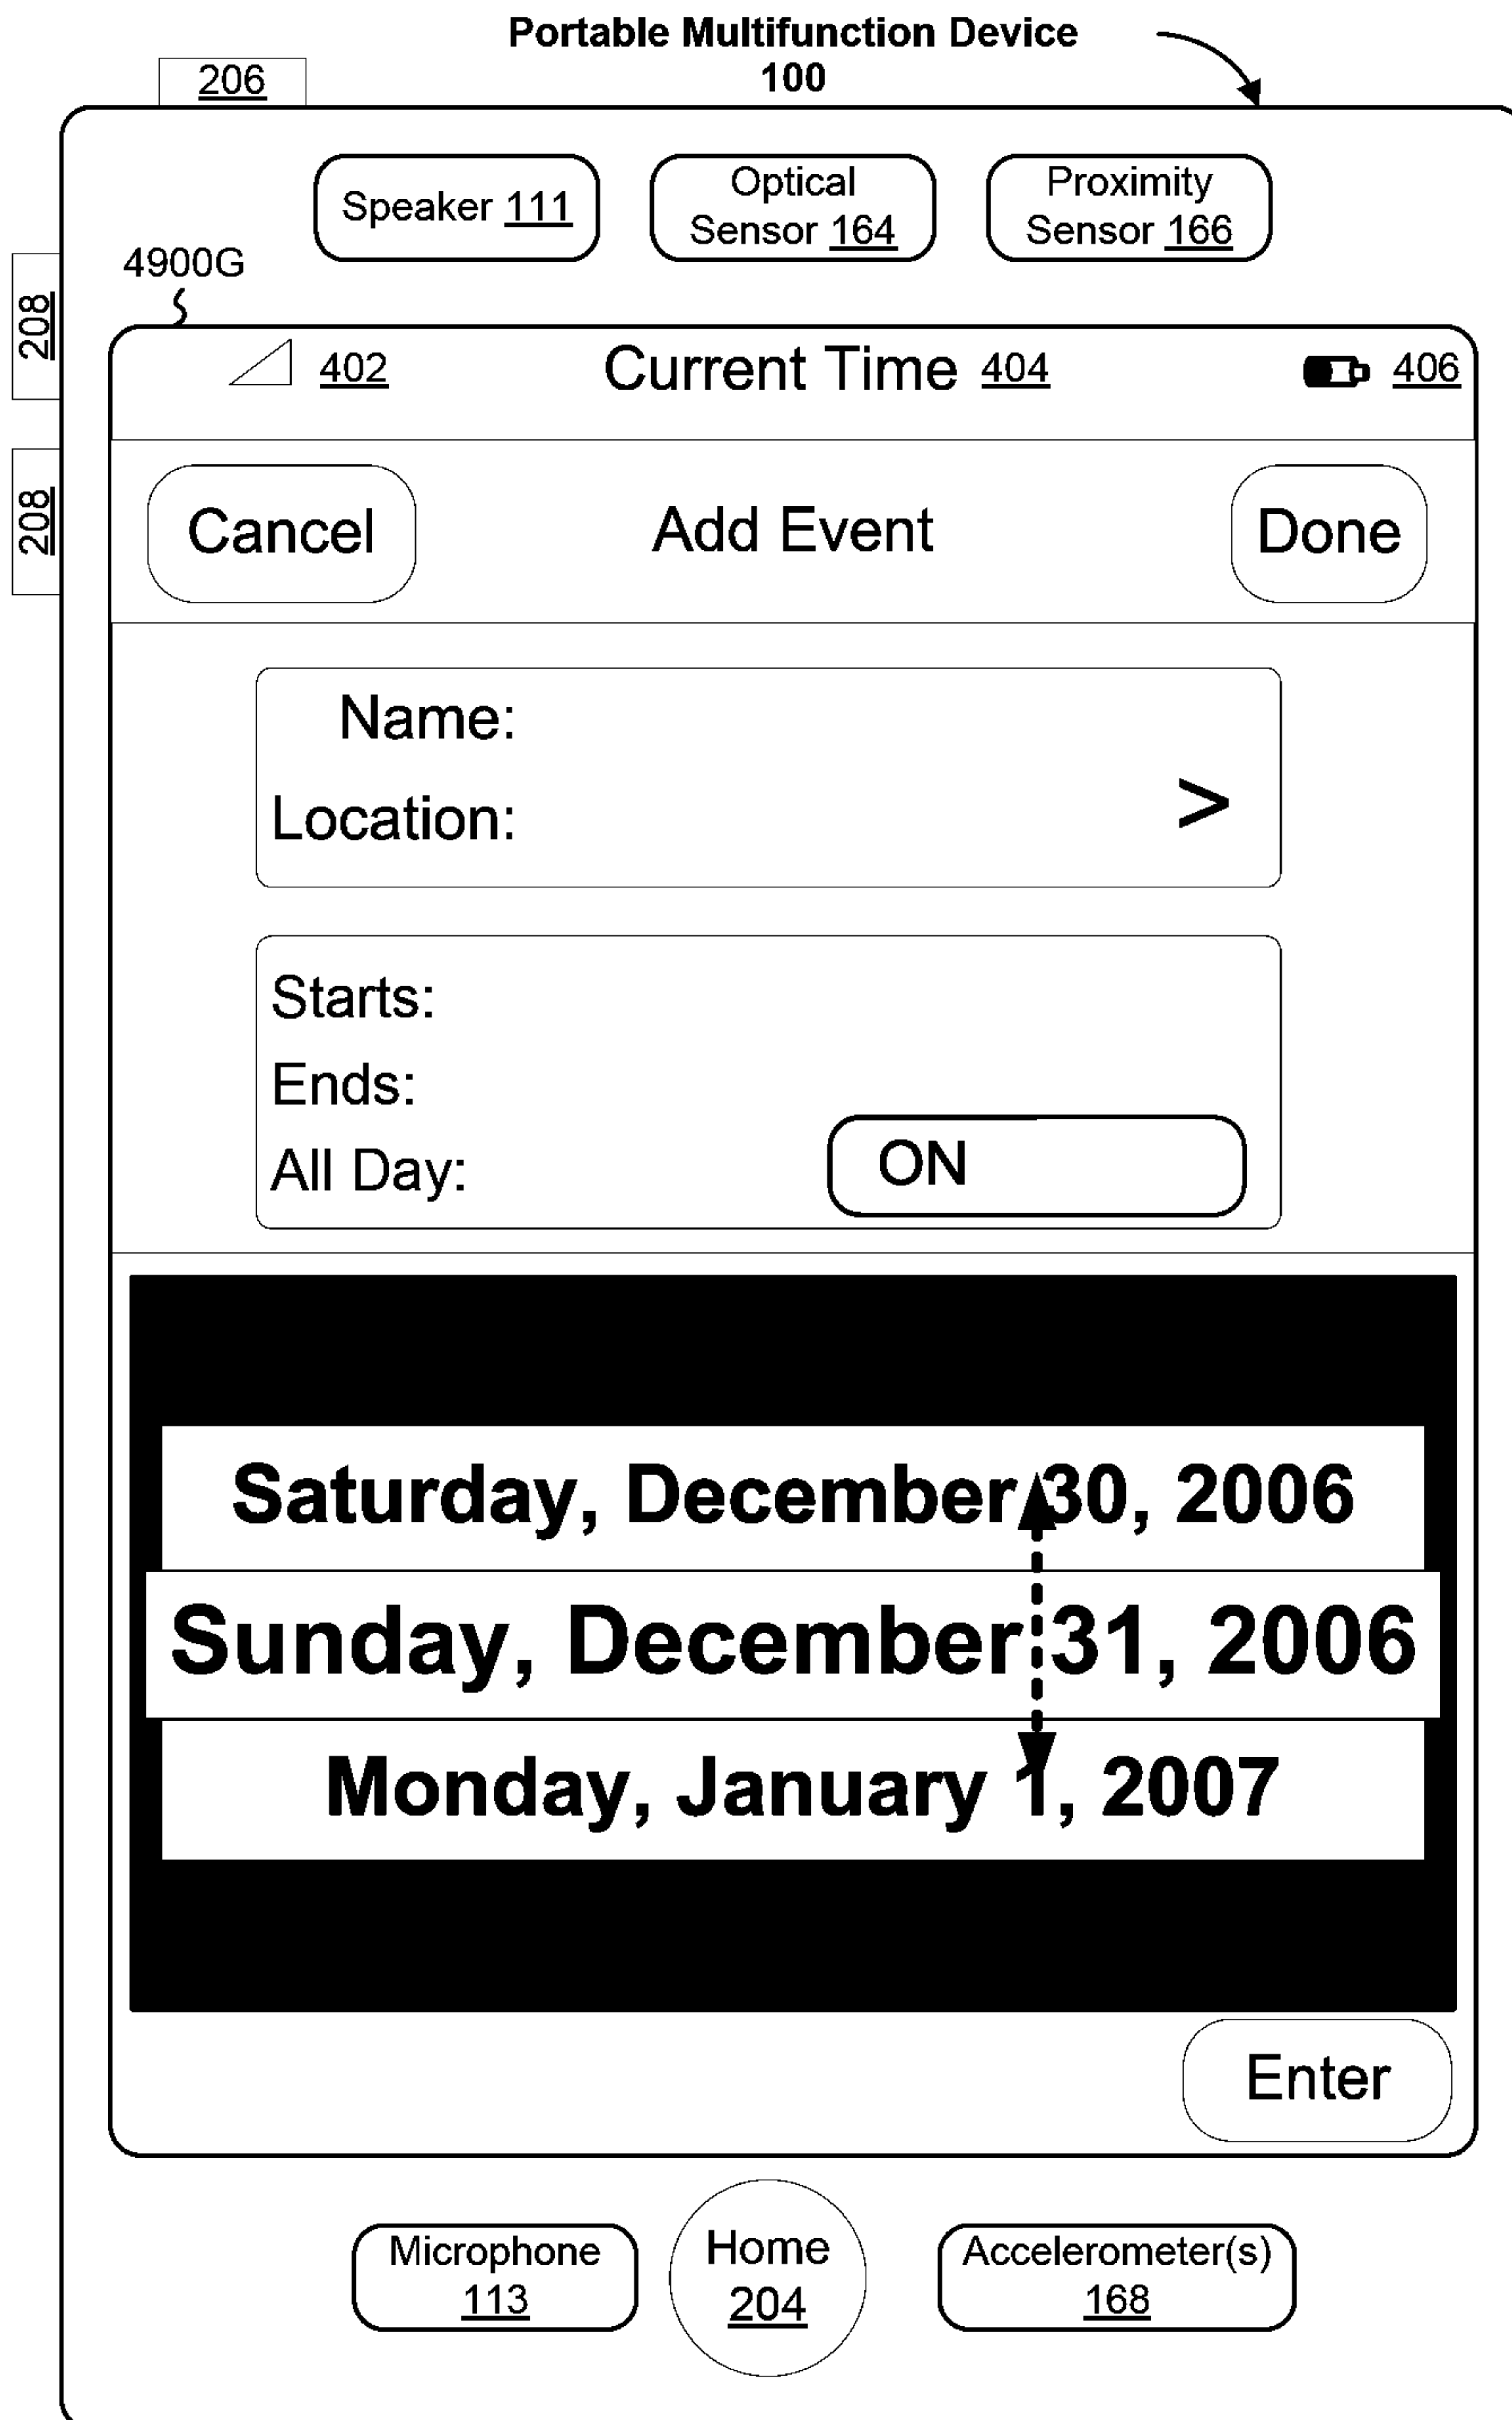 Portable Multifunction Device
100
206
Speaker 111
Optical
Sensor 164
Proximity
Sensor 166
4900G
208
208
402
Current Time 404
406
Cancel
Add Event
Done
Name:
Location:
>
Starts:
Ends:
All Day:
ON
Saturday, December 30, 2006
Sunday, December 31, 2006
Monday, January 1, 2007
Enter
Microphone
113
Home
204
Accelerometer(s)
168